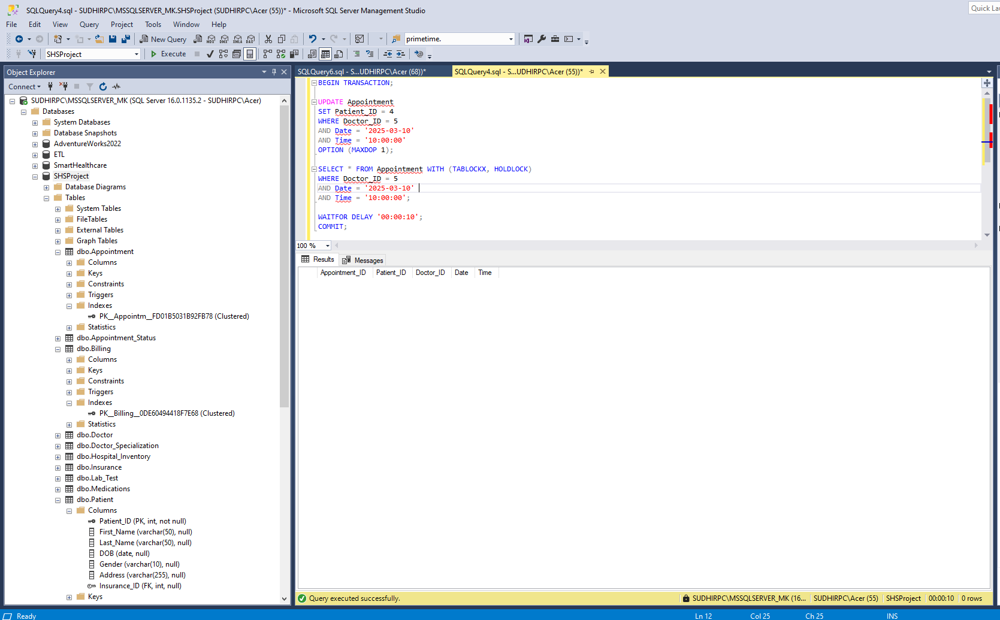 SQLQuery4.sql - SUDHIRPC\MSSQLSERVER_MK.SHSProject (SUDHIRPC\Acer (55))* - Microsoft SQL Server Management Studio
Quick Lau
File Edit View Query Project Tools Window Help
New Query MDX DMX XMLA DAX primetime.
SHSProject Execute
Object Explorer
Connect
SUDHIRPC\MSSQLSERVER_MK (SQL Server 16.0.1135.2 - SUDHIRPC\Acer)
Databases
System Databases
Database Snapshots
AdventureWorks2022
ETL
SmartHealthcare
SHSProject
Database Diagrams
Tables
System Tables
FileTables
External Tables
Graph Tables
dbo.Appointment
Columns
Keys
Constraints
Triggers
Indexes
PK__Appointm__FD01B5031B92FB78 (Clustered)
Statistics
dbo.Appointment_Status
dbo.Billing
Columns
Keys
Constraints
Triggers
Indexes
PK__Billing__0DE60494418F7E68 (Clustered)
Statistics
dbo.Doctor
dbo.Doctor_Specialization
dbo.Hospital_Inventory
dbo.Insurance
dbo.Lab_Test
dbo.Medications
dbo.Patient
Columns
Patient_ID (PK, int, not null)
First_Name (varchar(50), null)
Last_Name (varchar(50), null)
DOB (date, null)
Gender (varchar(10), null)
Address (varchar(255), null)
Insurance_ID (FK, int, null)
Keys
SQLQuery6.sql - S...UDHIRPC\Acer (68))* SQLQuery4.sql - S...UDHIRPC\Acer (55))*
BEGIN TRANSACTION;
UPDATE Appointment
SET Patient_ID = 4
WHERE Doctor_ID = 5
AND Date = '2025-03-10'
AND Time = '10:00:00'
OPTION (MAXDOP 1);
SELECT * FROM Appointment WITH (TABLOCKX, HOLDLOCK)
WHERE Doctor_ID = 5
AND Date = '2025-03-10'
AND Time = '10:00:00';
WAITFOR DELAY '00:00:10';
COMMIT;
100 %
Results Messages
Appointment_ID Patient_ID Doctor_ID Date Time
Query executed successfully. SUDHIRPC\MSSQLSERVER_MK (16... SUDHIRPC\Acer (55) SHSProject 00:00:10 0 rows
Ready Ln 12 Col 25 Ch 25 INS